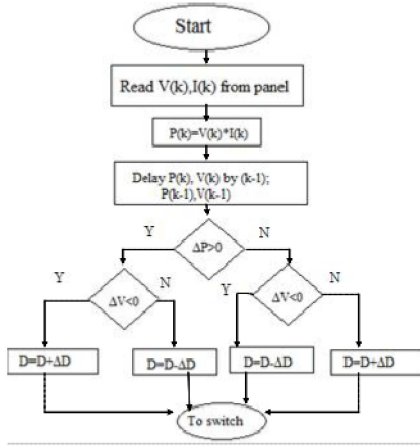 Start
Read V(k),I(k) from panel
P(k)=V(k)*I(k)
Delay P(k), V(k) by (k-1);
P(k-1),V(k-1)
Y
ΔP>0
N
Y
ΔV<0
N
Y
ΔV<0
N
D=D+ΔD
D=D-ΔD
D=D-ΔD
D=D+ΔD
To switch